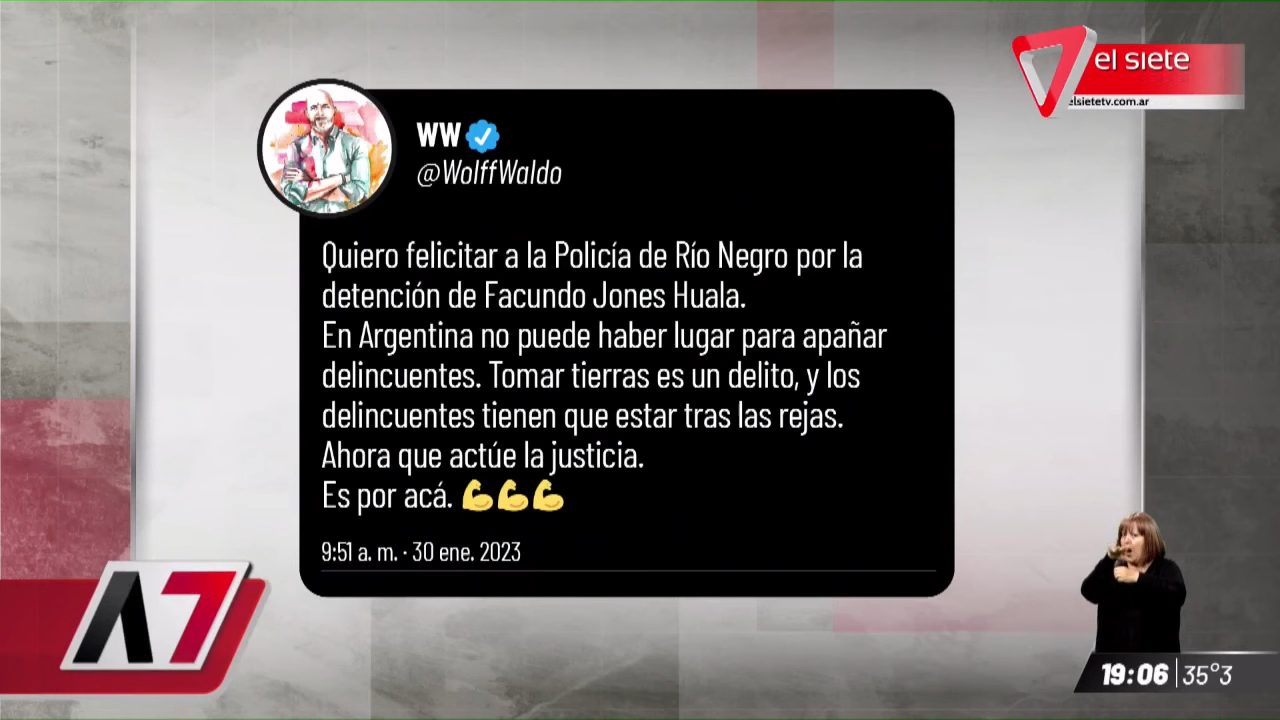 el siete
elsietetv.com.ar
WW
@WolffWaldo
Quiero felicitar a la Policía de Río Negro por la
detención de Facundo Jones Huala.
En Argentina no puede haber lugar para apañar
delincuentes. Tomar tierras es un delito, y los
delincuentes tienen que estar tras las rejas.
Ahora que actúe la justicia.
Es por acá. 💪💪💪
9:51 a. m. · 30 ene. 2023
A7
19:06 35°3